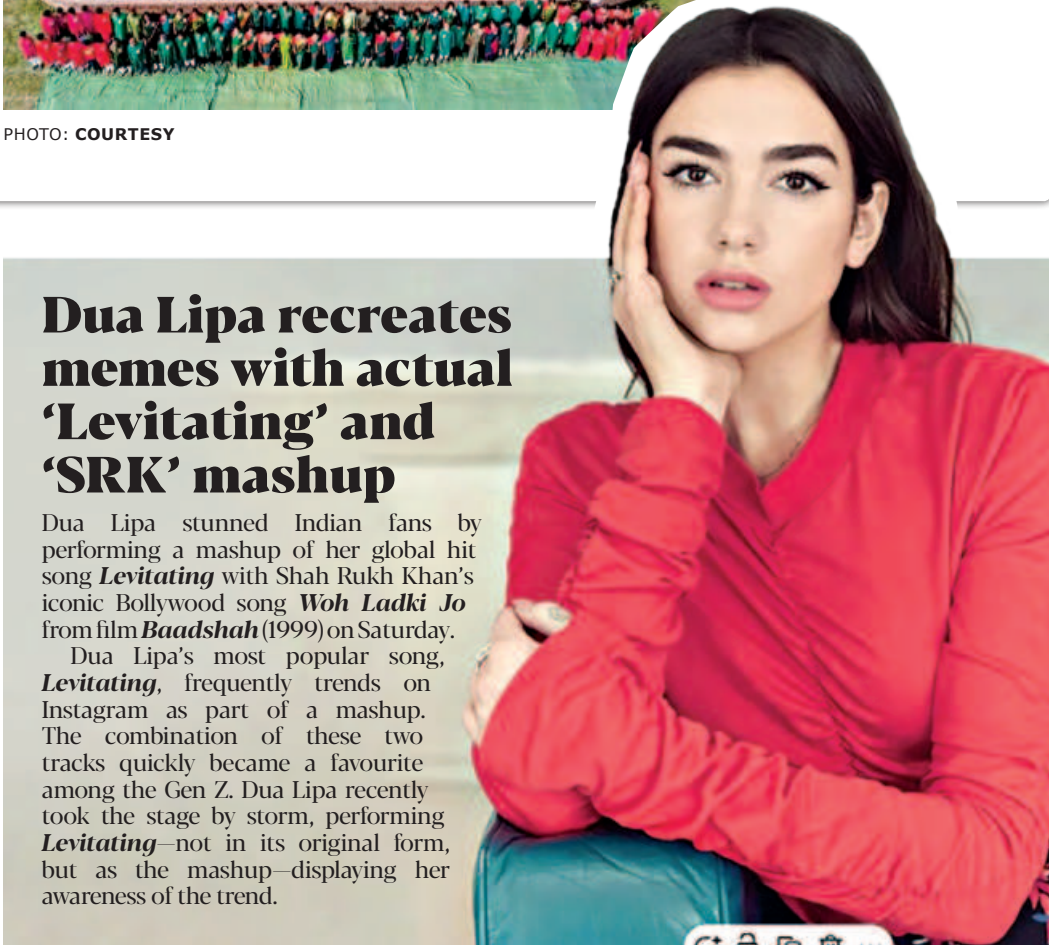 PHOTO: COURTESY
Dua Lipa recreates
memes with actual
‘Levitating’ and
‘SRK’ mashup
Dua Lipa stunned Indian fans by
performing a mashup of her global hit
song Levitating with Shah Rukh Khan’s
iconic Bollywood song Woh Ladki Jo
from film Baadshah (1999) on Saturday.
Dua Lipa’s most popular song,
Levitating, frequently trends on
Instagram as part of a mashup.
The combination of these two
tracks quickly became a favourite
among the Gen Z. Dua Lipa recently
took the stage by storm, performing
Levitating—not in its original form,
but as the mashup—displaying her
awareness of the trend.